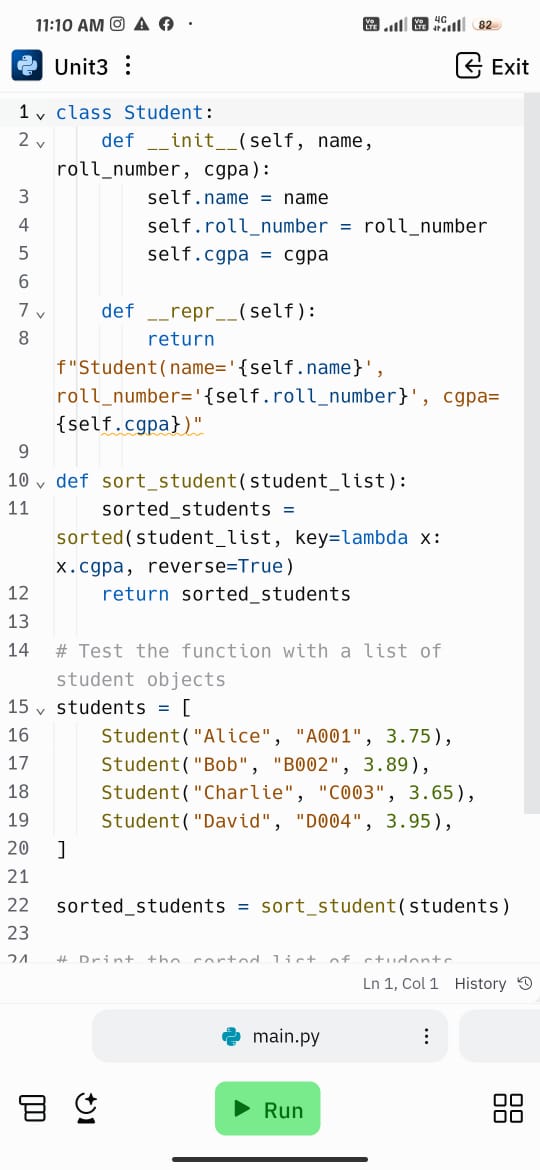 11:10 AM
Vo LTE Vo LTE 4G 82
Unit3
Exit
1 class Student:
2     def __init__(self, name,
roll_number, cgpa):
3         self.name = name
4         self.roll_number = roll_number
5         self.cgpa = cgpa
6
7     def __repr__(self):
8         return
f"Student(name='{self.name}',
roll_number='{self.roll_number}', cgpa=
{self.cgpa})"
9
10 def sort_student(student_list):
11     sorted_students =
sorted(student_list, key=lambda x:
x.cgpa, reverse=True)
12     return sorted_students
13
14 # Test the function with a list of
student objects
15 students = [
16     Student("Alice", "A001", 3.75),
17     Student("Bob", "B002", 3.89),
18     Student("Charlie", "C003", 3.65),
19     Student("David", "D004", 3.95),
20 ]
21
22 sorted_students = sort_student(students)
23
24 # Print the sorted list of students
Ln 1, Col 1 History
main.py
Run